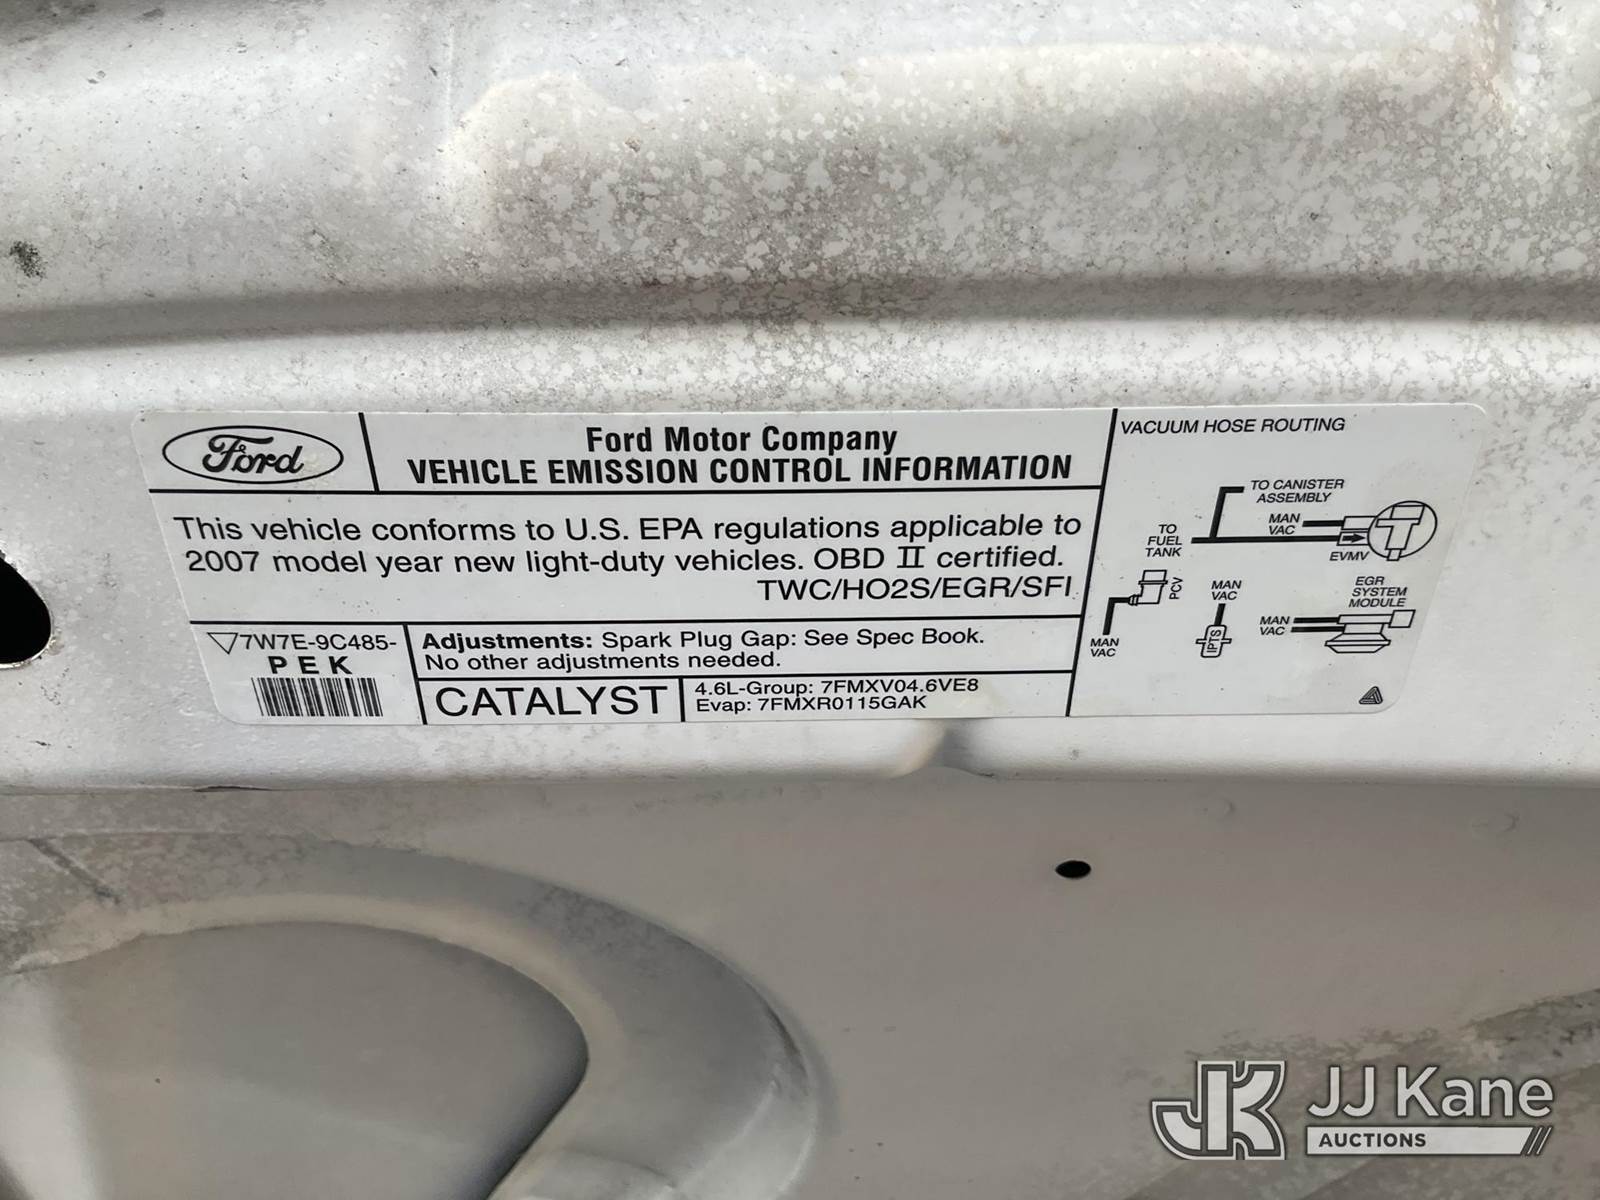 Ford
Ford Motor Company
VEHICLE EMISSION CONTROL INFORMATION
This vehicle conforms to U.S. EPA regulations applicable to
2007 model year new light-duty vehicles. OBD II certified.
TWC/HO2S/EGR/SFI
7W7E-9C485-
PEK
Adjustments: Spark Plug Gap: See Spec Book.
No other adjustments needed.
CATALYST
4.6L-Group: 7FMXV04.6VE8
Evap: 7FMXR0115GAK
VACUUM HOSE ROUTING
TO CANISTER
ASSEMBLY
MAN
VAC
TO
FUEL
TANK
EVMV
PCV
MAN
VAC
MAN
VAC
IPTS
EGR
SYSTEM
MODULE
MAN
VAC
JK
JJ Kane
AUCTIONS